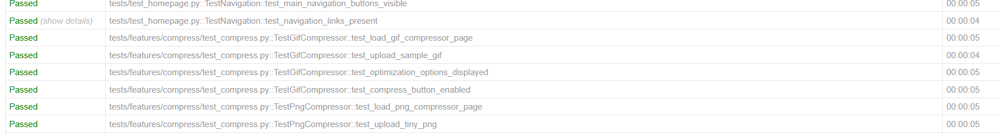 Passed tests/test_homepage.py::TestNavigation::test_main_navigation_buttons_visible 00:00:05
Passed (show details) tests/test_homepage.py::TestNavigation::test_navigation_links_present 00:00:04
Passed tests/features/compress/test_compress.py::TestGifCompressor::test_load_gif_compressor_page 00:00:05
Passed tests/features/compress/test_compress.py::TestGifCompressor::test_upload_sample_gif 00:00:04
Passed tests/features/compress/test_compress.py::TestGifCompressor::test_optimization_options_displayed 00:00:05
Passed tests/features/compress/test_compress.py::TestGifCompressor::test_compress_button_enabled 00:00:05
Passed tests/features/compress/test_compress.py::TestPngCompressor::test_load_png_compressor_page 00:00:05
Passed tests/features/compress/test_compress.py::TestPngCompressor::test_upload_tiny_png 00:00:05